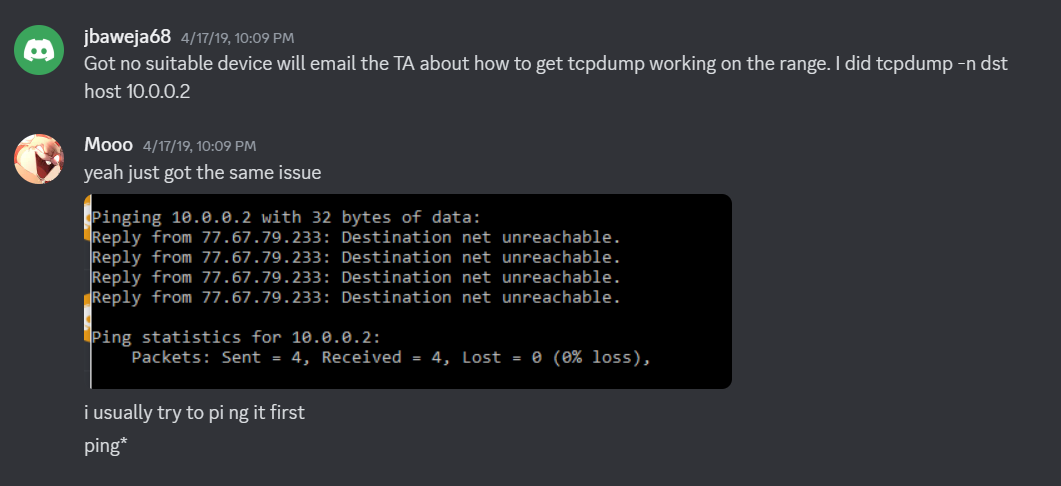 jbaweja68 4/17/19, 10:09 PM
Got no suitable device will email the TA about how to get tcpdump working on the range. I did tcpdump -n dst
host 10.0.0.2
Mooo 4/17/19, 10:09 PM
yeah just got the same issue
Pinging 10.0.0.2 with 32 bytes of data:
Reply from 77.67.79.233: Destination net unreachable.
Reply from 77.67.79.233: Destination net unreachable.
Reply from 77.67.79.233: Destination net unreachable.
Reply from 77.67.79.233: Destination net unreachable.
Ping statistics for 10.0.0.2:
Packets: Sent = 4, Received = 4, Lost = 0 (0% loss),
i usually try to pi ng it first
ping*